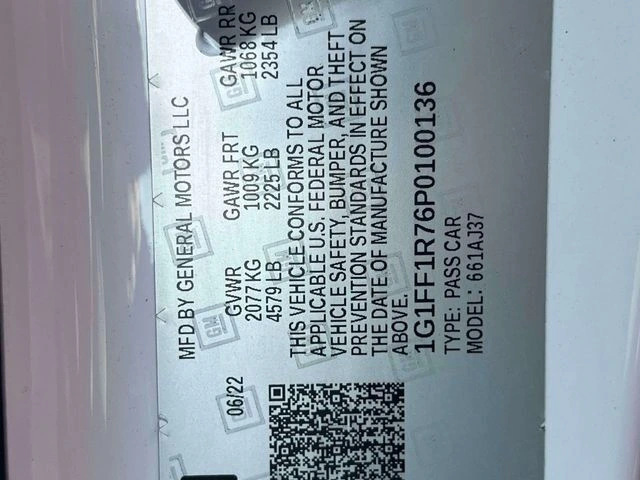 MFD BY GENERAL MOTORS LLC
06/22
GVWR GAWR FRT GAWR RR
2077 KG 1009 KG 1068 KG
4579 LB 2225 LB 2354 LB
THIS VEHICLE CONFORMS TO ALL
APPLICABLE U.S. FEDERAL MOTOR
VEHICLE SAFETY, BUMPER, AND THEFT
PREVENTION STANDARDS IN EFFECT ON
THE DATE OF MANUFACTURE SHOWN
ABOVE.
1G1FF1R76P0100136
TYPE: PASS CAR
MODEL: 661AJ37